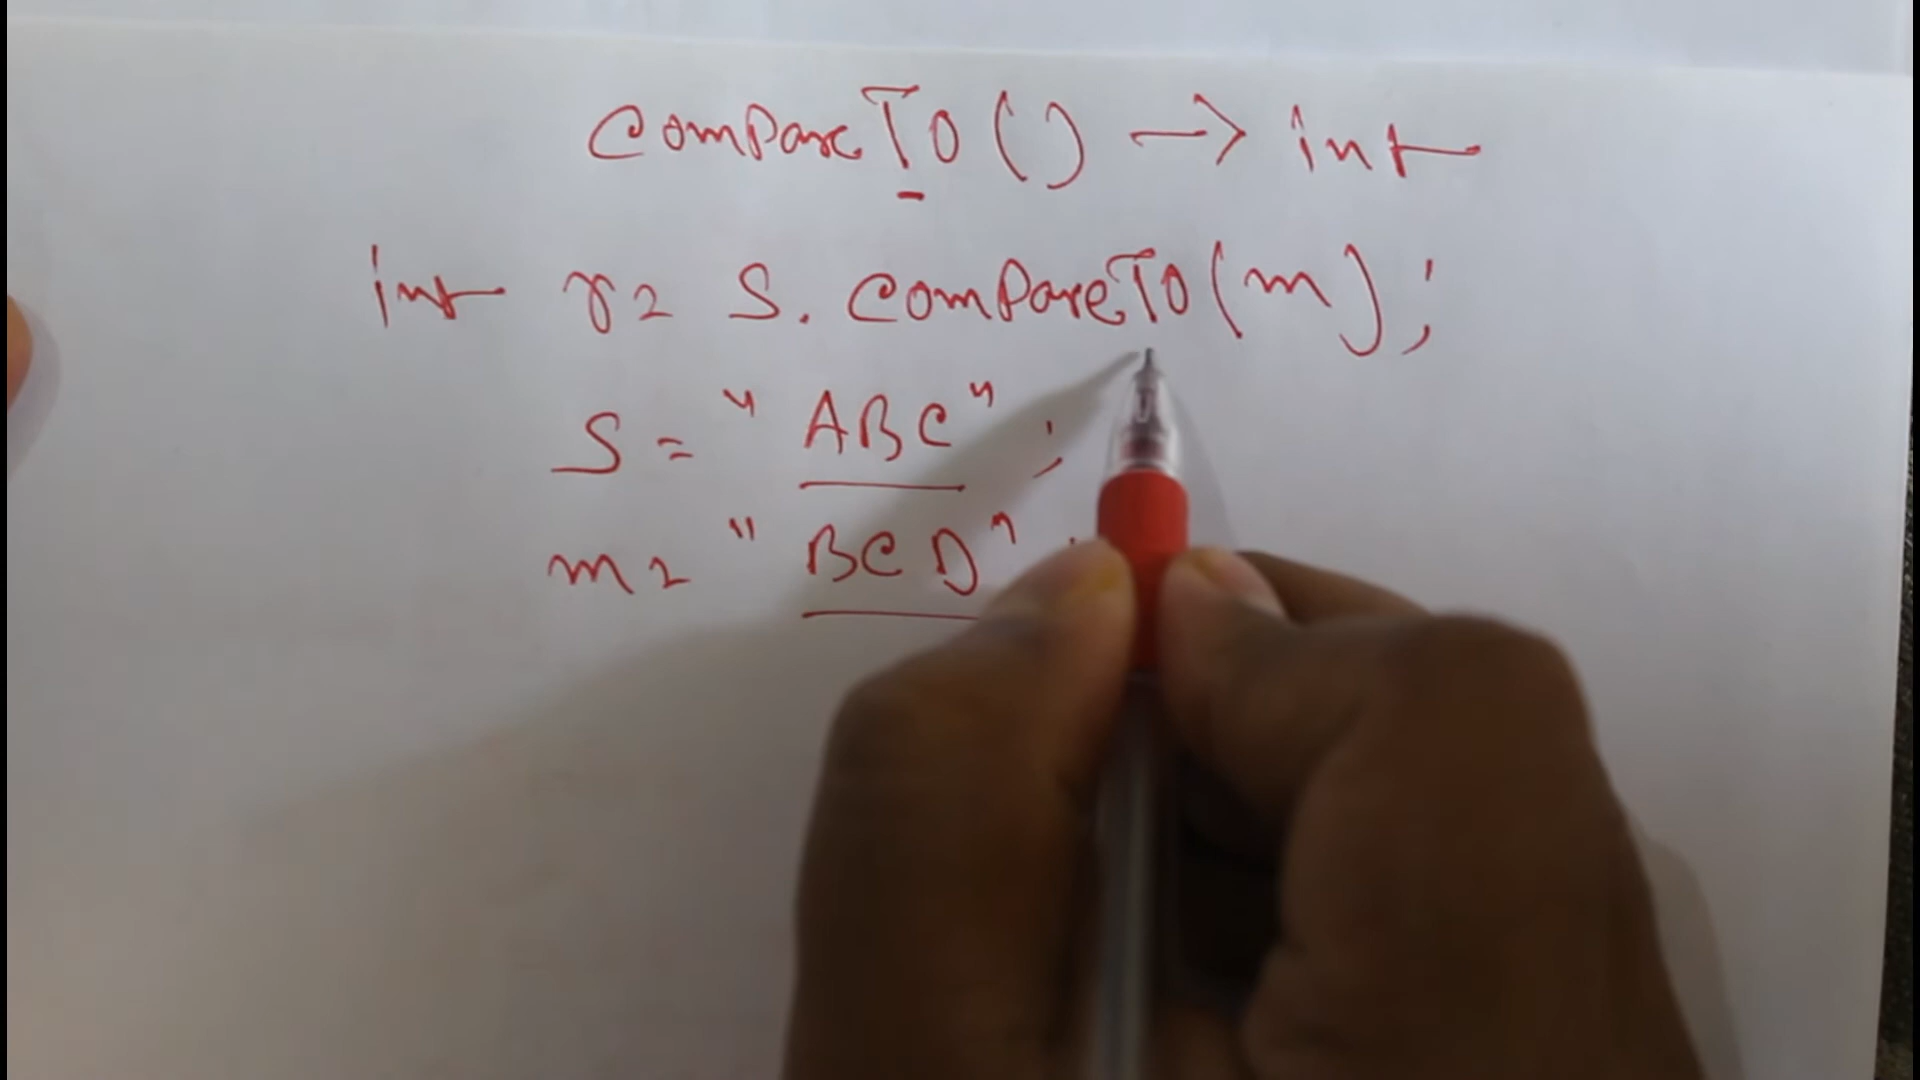 compareTo() -> int
int r = s.compareTo(m);
s = "ABC";
m = "BCD"